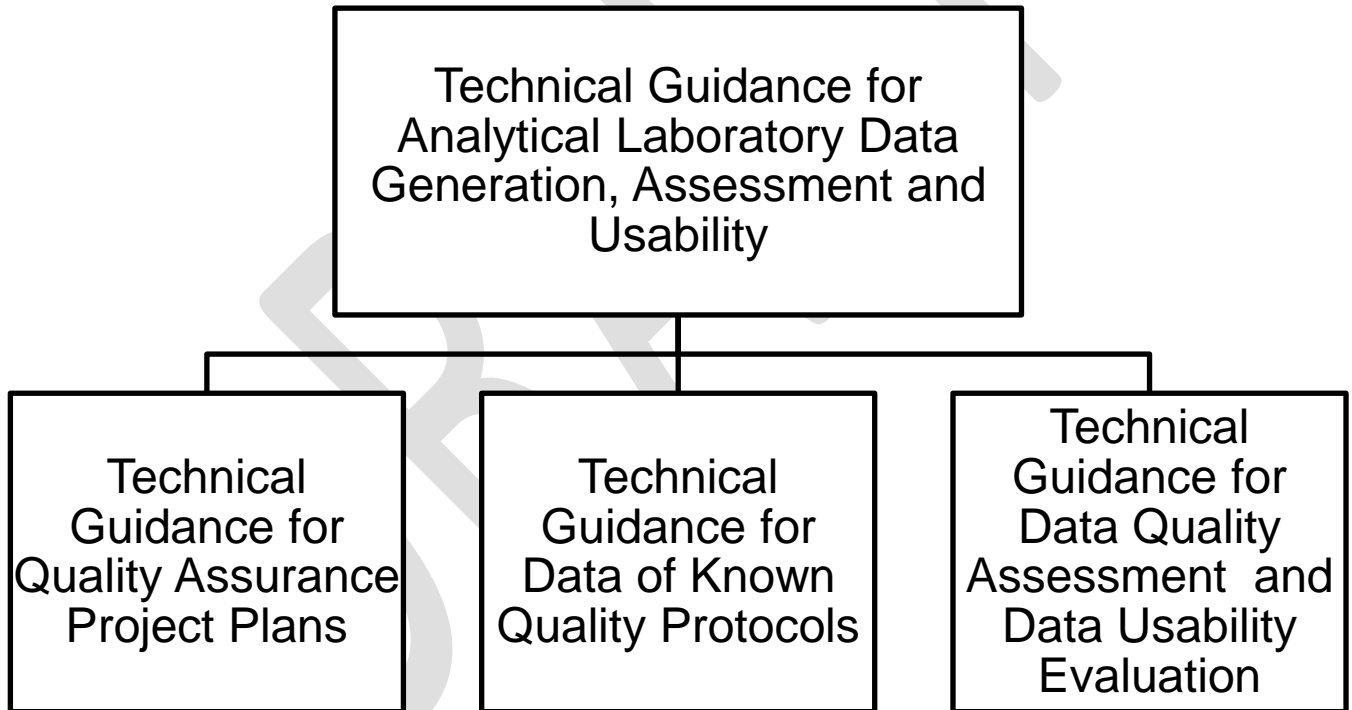 Technical Guidance for
Analytical Laboratory Data
Generation, Assessment and
Usability
Technical
Guidance for
Quality Assurance
Project Plans
Technical
Guidance for
Data of Known
Quality Protocols
Technical
Guidance for
Data Quality
Assessment  and
Data Usability
Evaluation